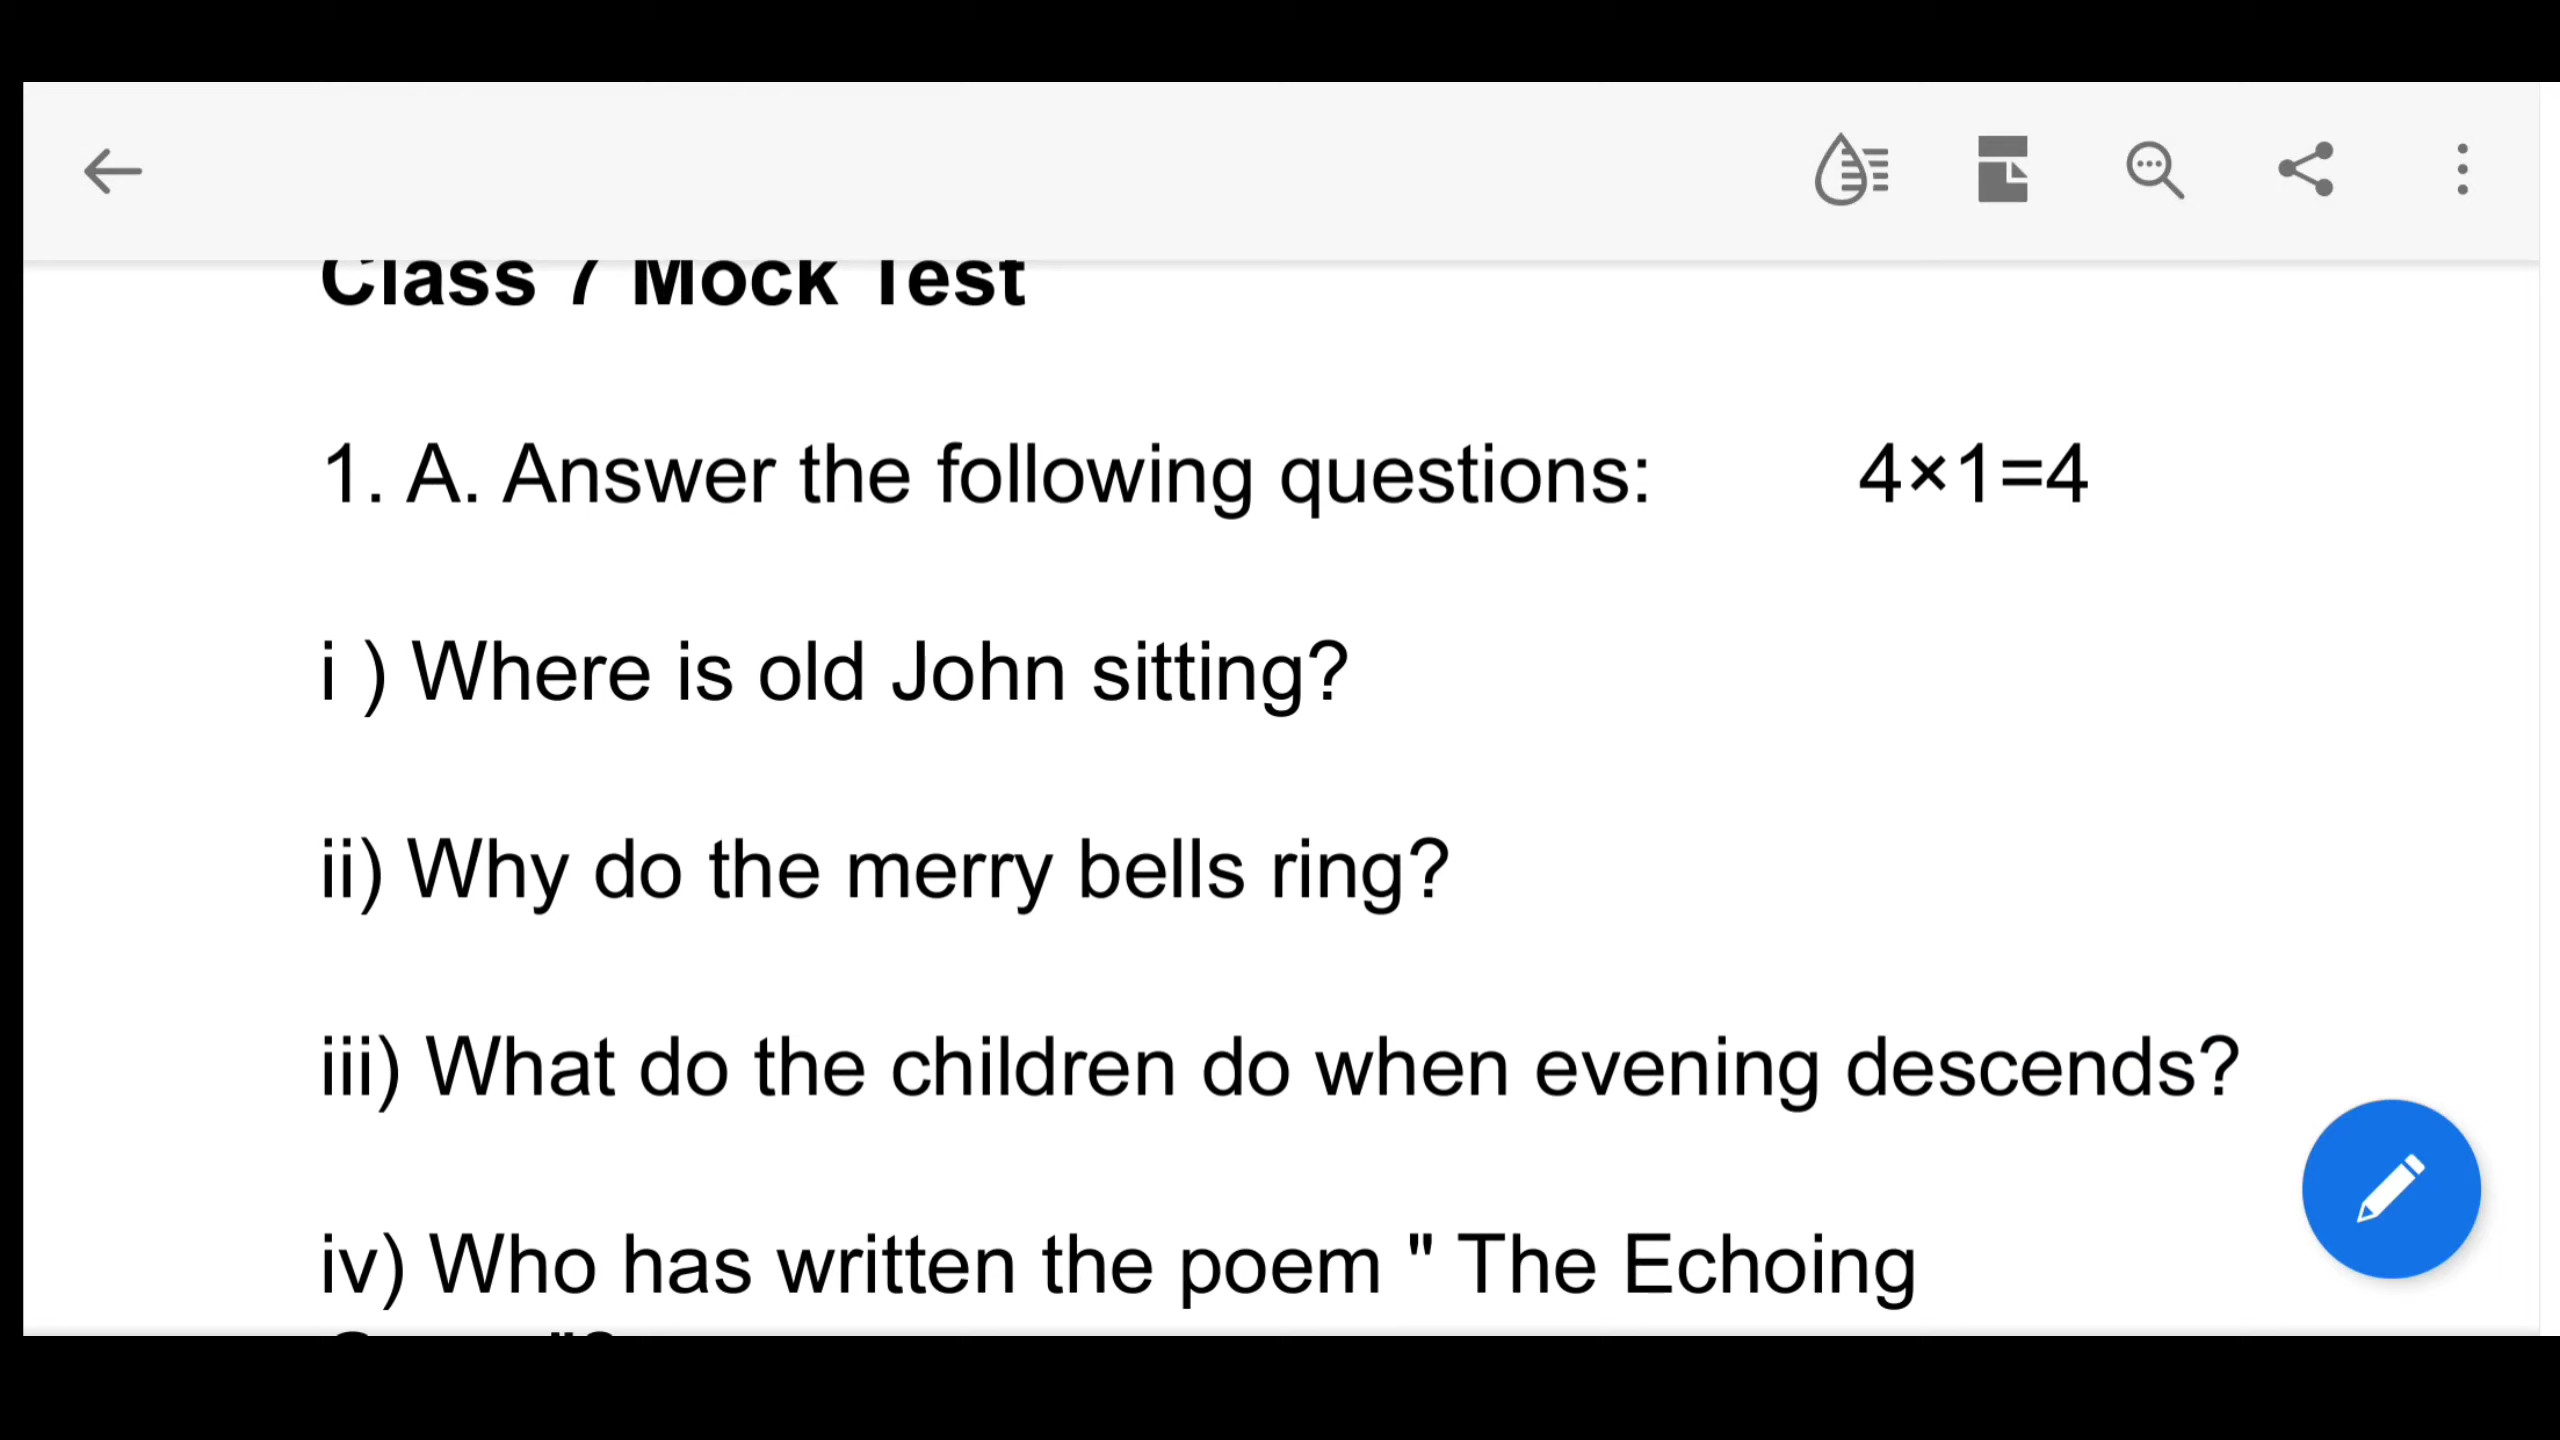 Class 7 Mock Test
1. A. Answer the following questions: 4×1=4
i ) Where is old John sitting?
ii) Why do the merry bells ring?
iii) What do the children do when evening descends?
iv) Who has written the poem " The Echoing